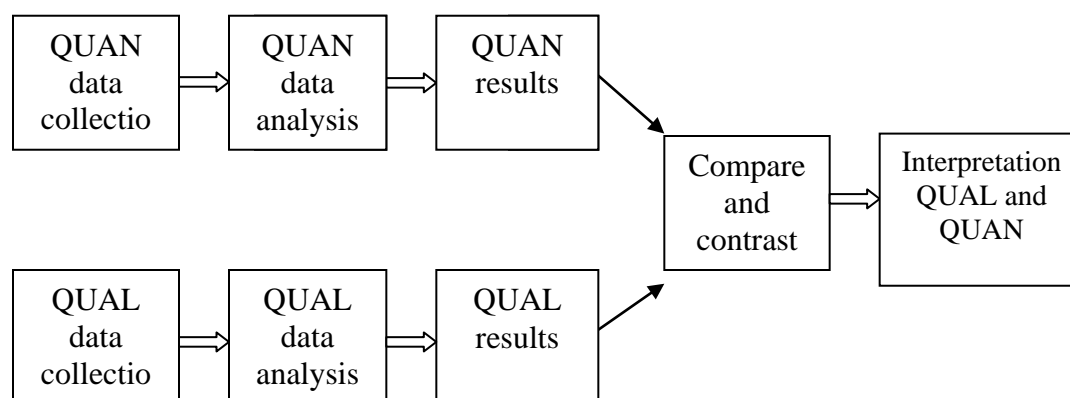 QUAN
data
collectio
QUAN
data
analysis
QUAN
results
Compare
and
contrast
Interpretation
QUAL and
QUAN
QUAL
data
collectio
QUAL
data
analysis
QUAL
results